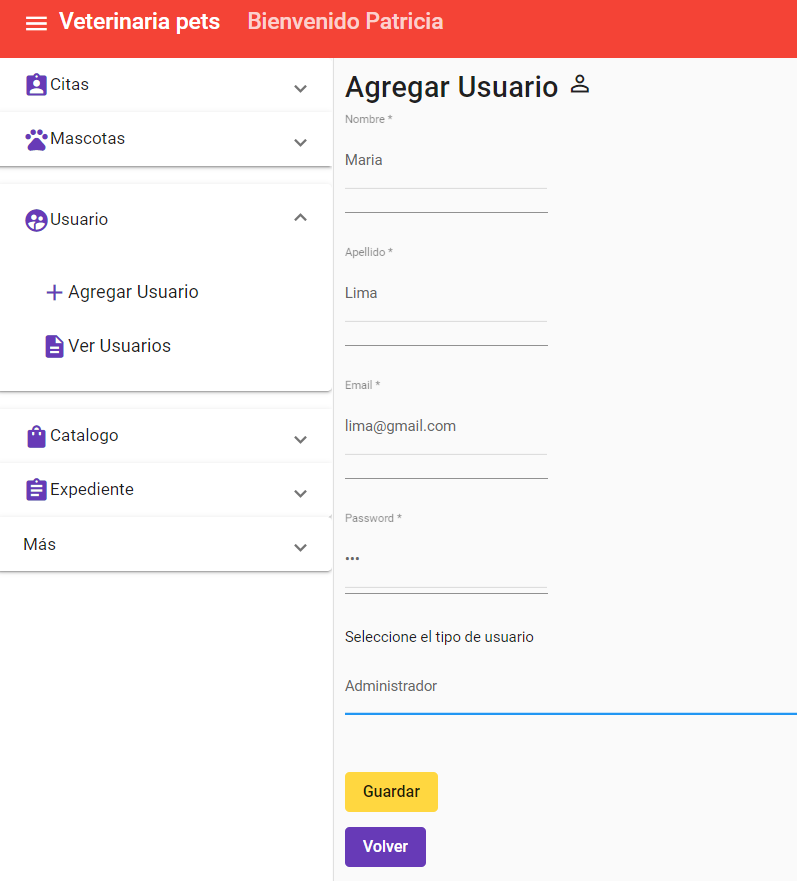 Veterinaria pets Bienvenido Patricia
Citas
Mascotas
Usuario
Agregar Usuario
Ver Usuarios
Catalogo
Expediente
Más
Agregar Usuario
Nombre *
Maria
Apellido *
Lima
Email *
lima@gmail.com
Password *
•••
Seleccione el tipo de usuario
Administrador
Guardar
Volver